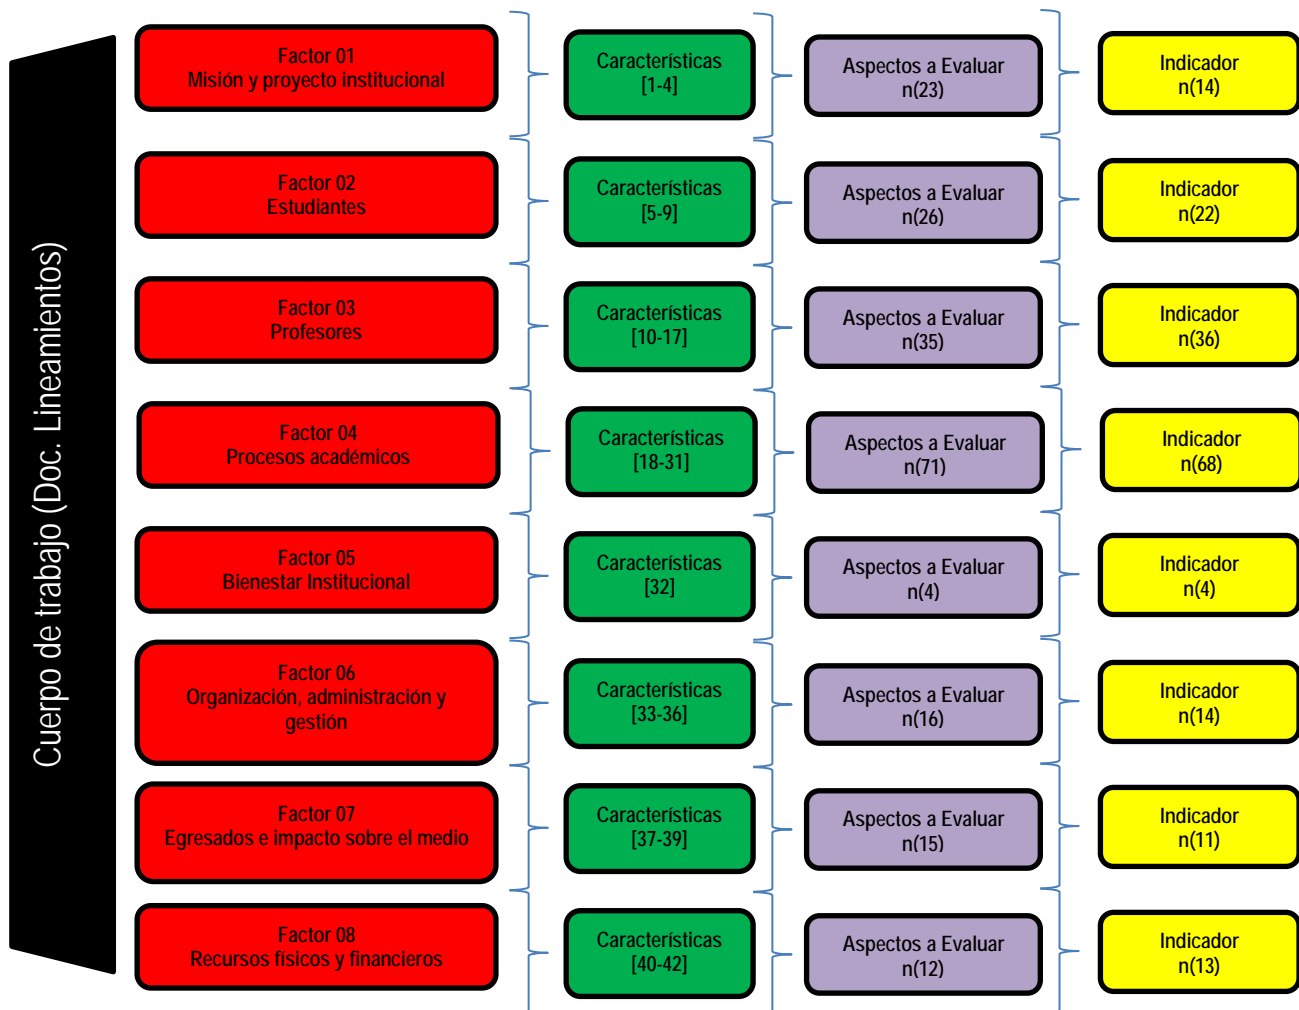 Cuerpo de trabajo (Doc. Lineamientos)
Factor 01
Misión y proyecto institucional
Características
[1-4]
Aspectos a Evaluar
n(23)
Indicador
n(14)
Factor 02
Estudiantes
Características
[5-9]
Aspectos a Evaluar
n(26)
Indicador
n(22)
Factor 03
Profesores
Características
[10-17]
Aspectos a Evaluar
n(35)
Indicador
n(36)
Factor 04
Procesos académicos
Características
[18-31]
Aspectos a Evaluar
n(71)
Indicador
n(68)
Factor 05
Bienestar Institucional
Características
[32]
Aspectos a Evaluar
n(4)
Indicador
n(4)
Factor 06
Organización, administración y
gestión
Características
[33-36]
Aspectos a Evaluar
n(16)
Indicador
n(14)
Factor 07
Egresados e impacto sobre el medio
Características
[37-39]
Aspectos a Evaluar
n(15)
Indicador
n(11)
Factor 08
Recursos físicos y financieros
Características
[40-42]
Aspectos a Evaluar
n(12)
Indicador
n(13)